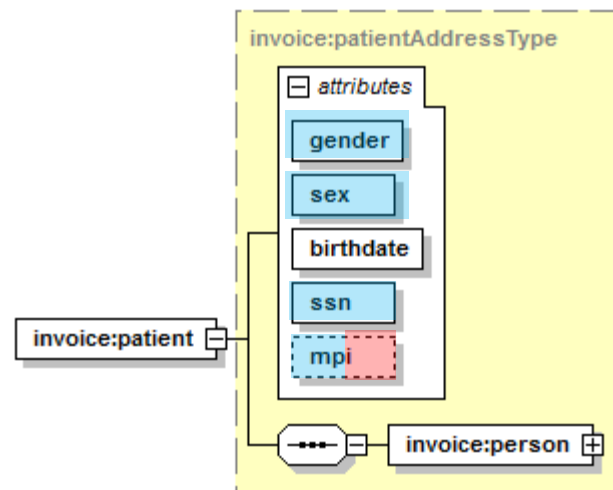 invoice:patientAddressType
attributes
gender
sex
birthdate
ssn
invoice:patient
mpi
invoice:person